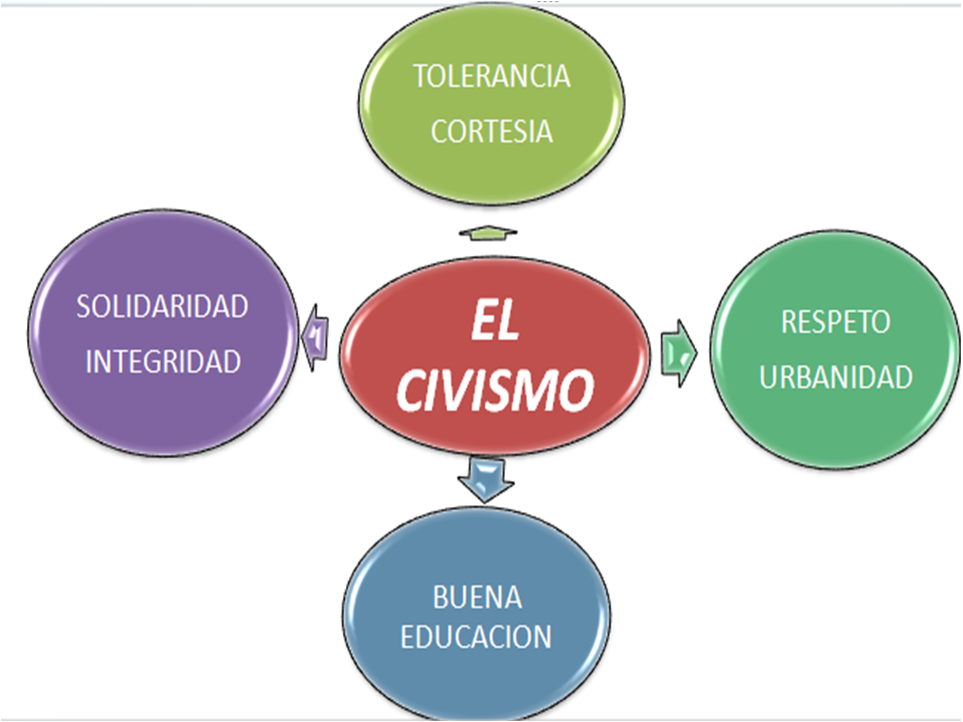 TOLERANCIA
CORTESIA
SOLIDARIDAD
INTEGRIDAD
EL
CIVISMO
RESPETO
URBANIDAD
BUENA
EDUCACION